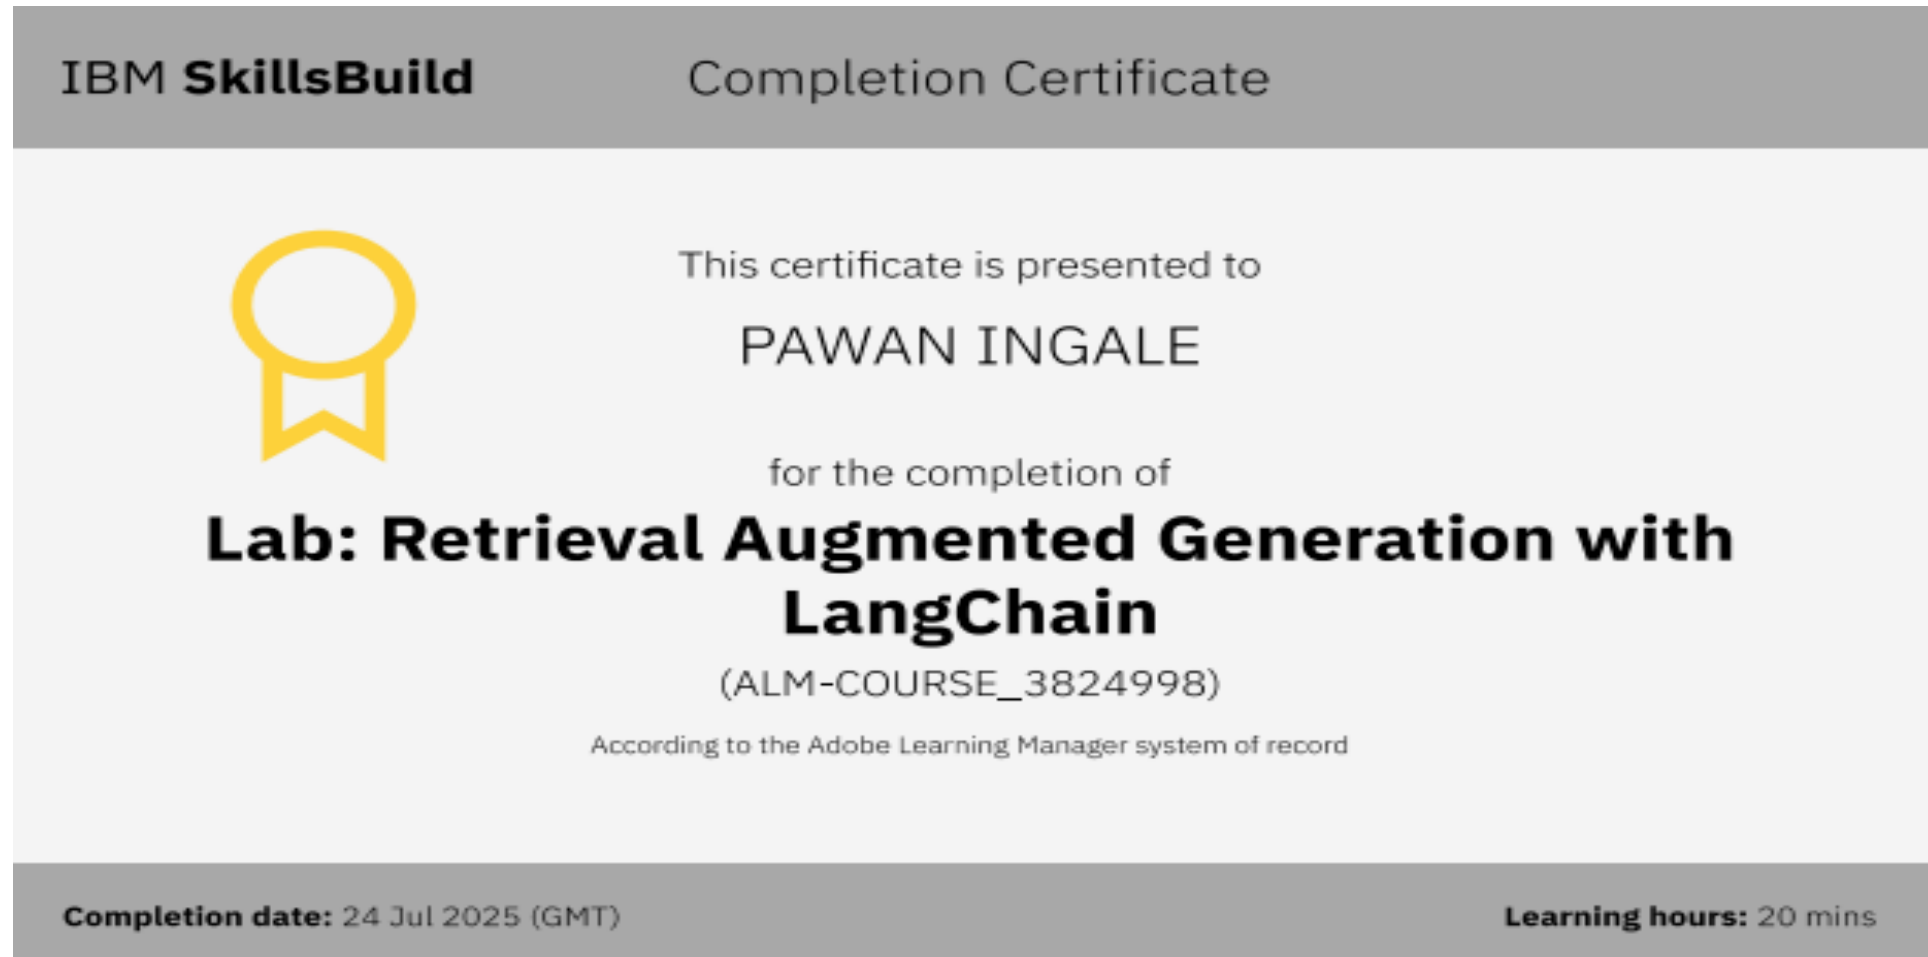 IBM SkillsBuild
Completion Certificate
This certificate is presented to
PAWAN INGALE
for the completion of
Lab: Retrieval Augmented Generation with
LangChain
(ALM-COURSE_3824998)
According to the Adobe Learning Manager system of record
Completion date: 24 Jul 2025 (GMT)
Learning hours: 20 mins